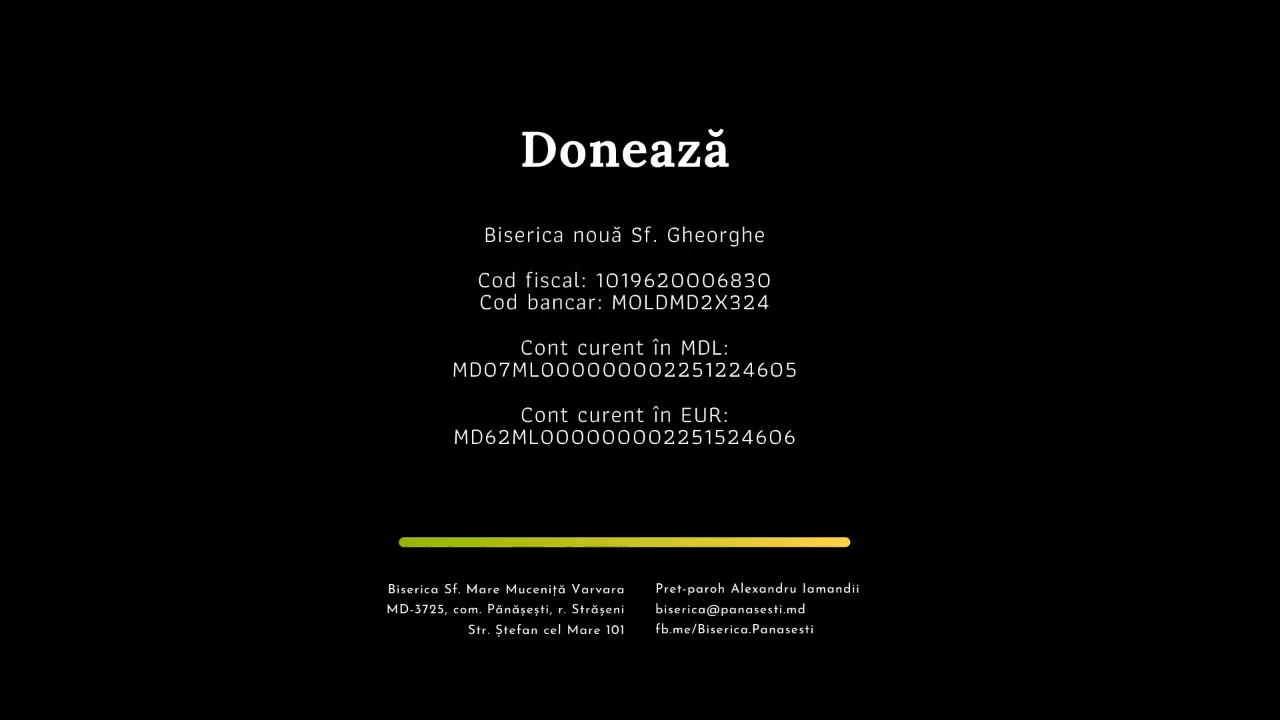 Donează
Biserica nouă Sf. Gheorghe
Cod fiscal: 1019620006830
Cod bancar: MOLDMD2X324
Cont curent în MDL:
MD07ML000000002251224605
Cont curent în EUR:
MD62ML000000002251524606
Biserica Sf. Mare Muceniță Varvara
MD-3725, com. Pănășești, r. Strășeni
Str. Ștefan cel Mare 101
Pret-paroh Alexandru Iamandii
biserica@panasesti.md
fb.me/Biserica.Panasesti